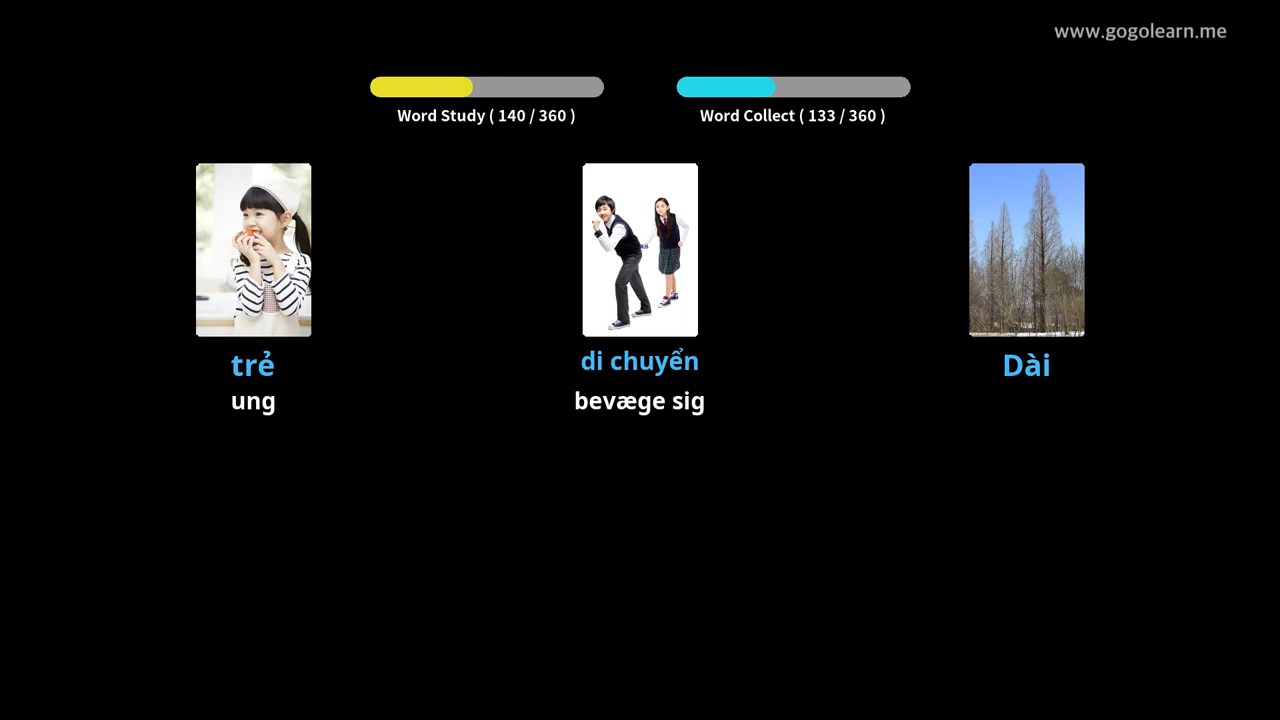 www.gogolearn.me
Word Study ( 140 / 360 )
Word Collect ( 133 / 360 )
trẻ
ung
di chuyển
bevæge sig
Dài